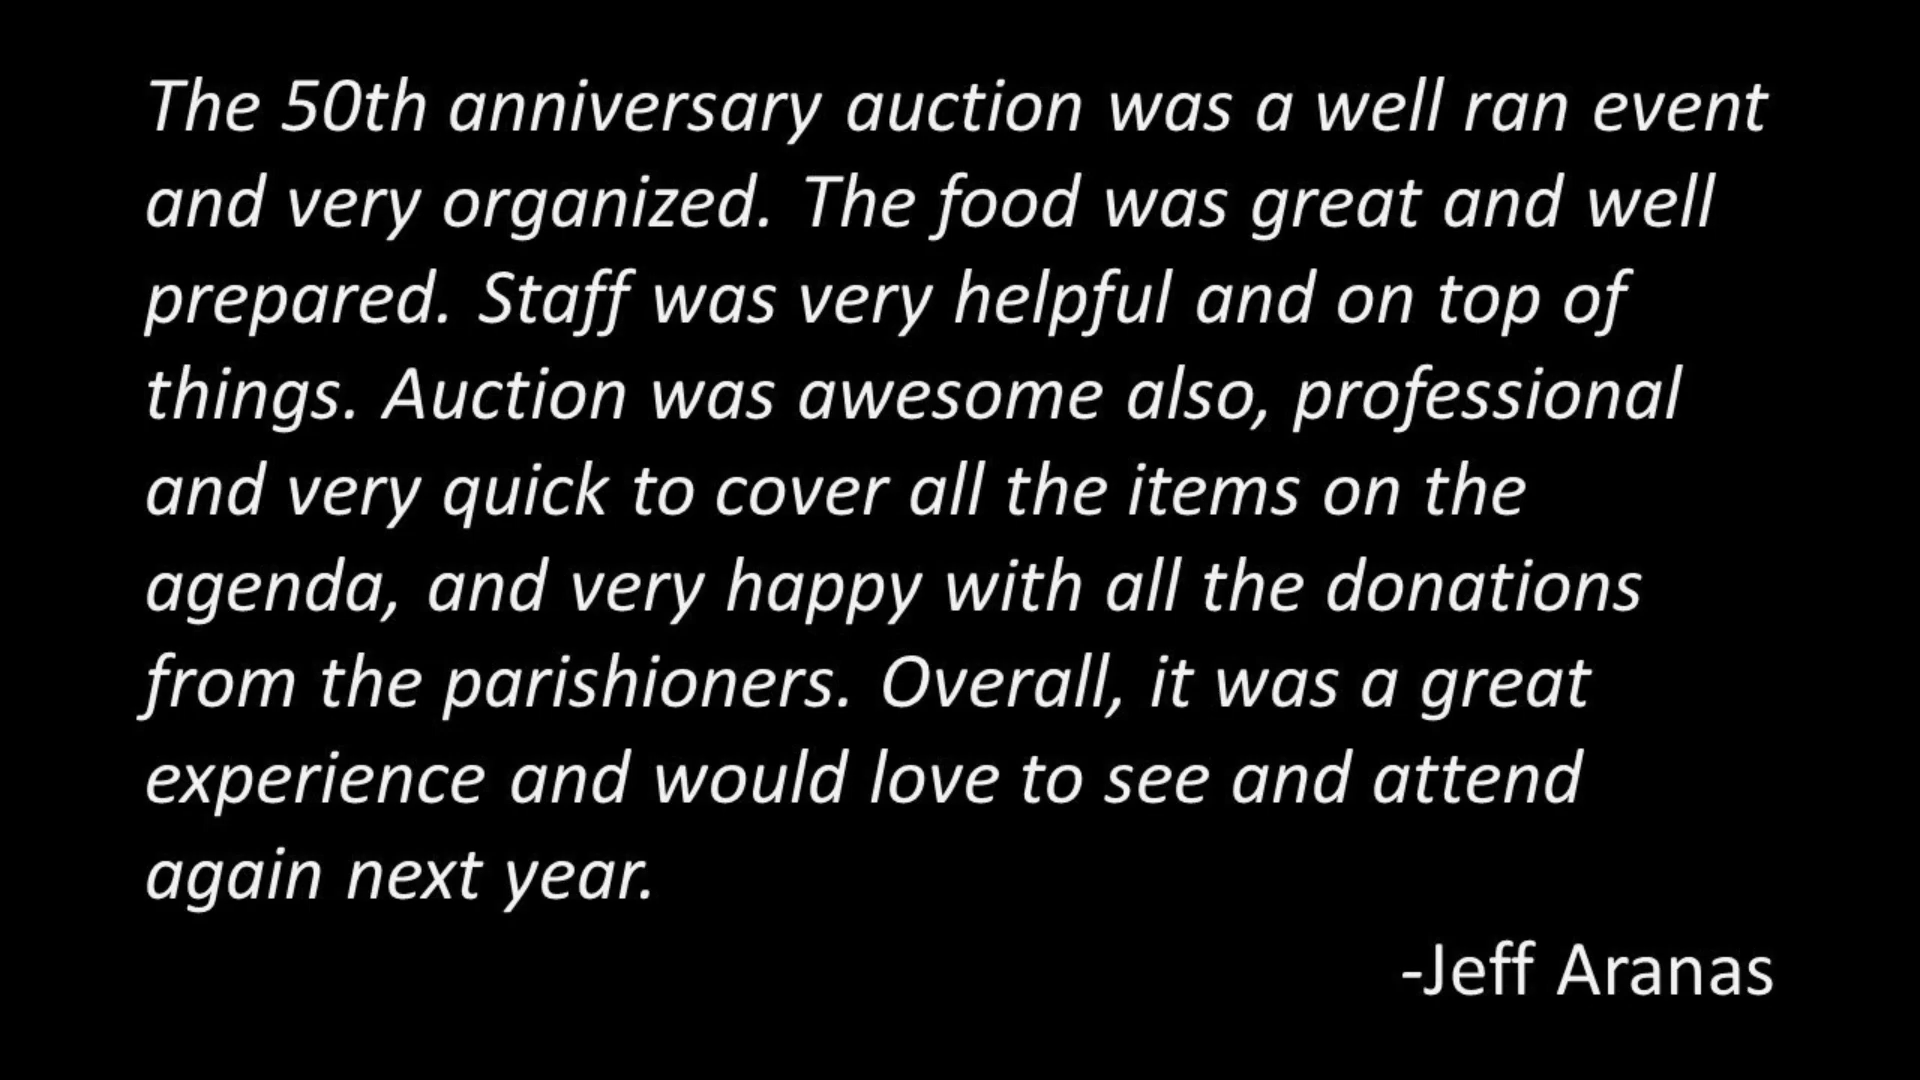 The 50th anniversary auction was a well ran event
and very organized. The food was great and well
prepared. Staff was very helpful and on top of
things. Auction was awesome also, professional
and very quick to cover all the items on the
agenda, and very happy with all the donations
from the parishioners. Overall, it was a great
experience and would love to see and attend
again next year.
-Jeff Aranas